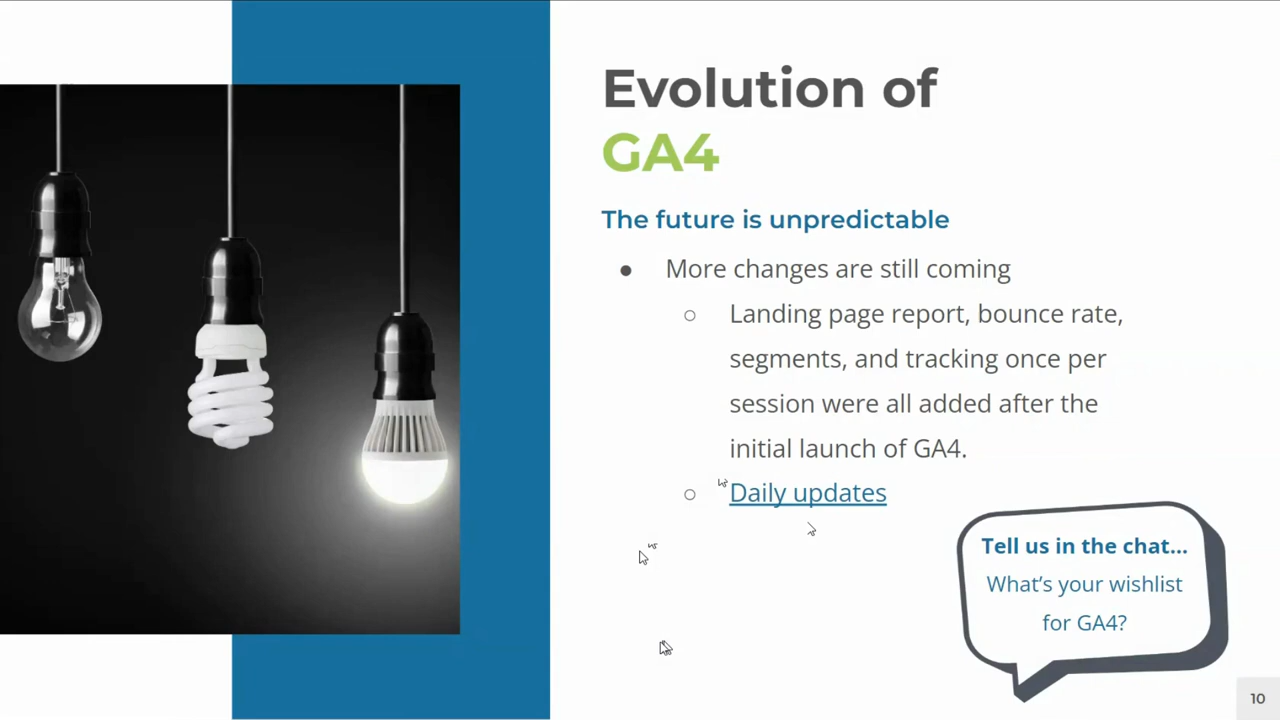 Evolution of
GA4
The future is unpredictable
● More changes are still coming
○ Landing page report, bounce rate,
segments, and tracking once per
session were all added after the
initial launch of GA4.
○ Daily updates
Tell us in the chat...
What's your wishlist
for GA4?
10